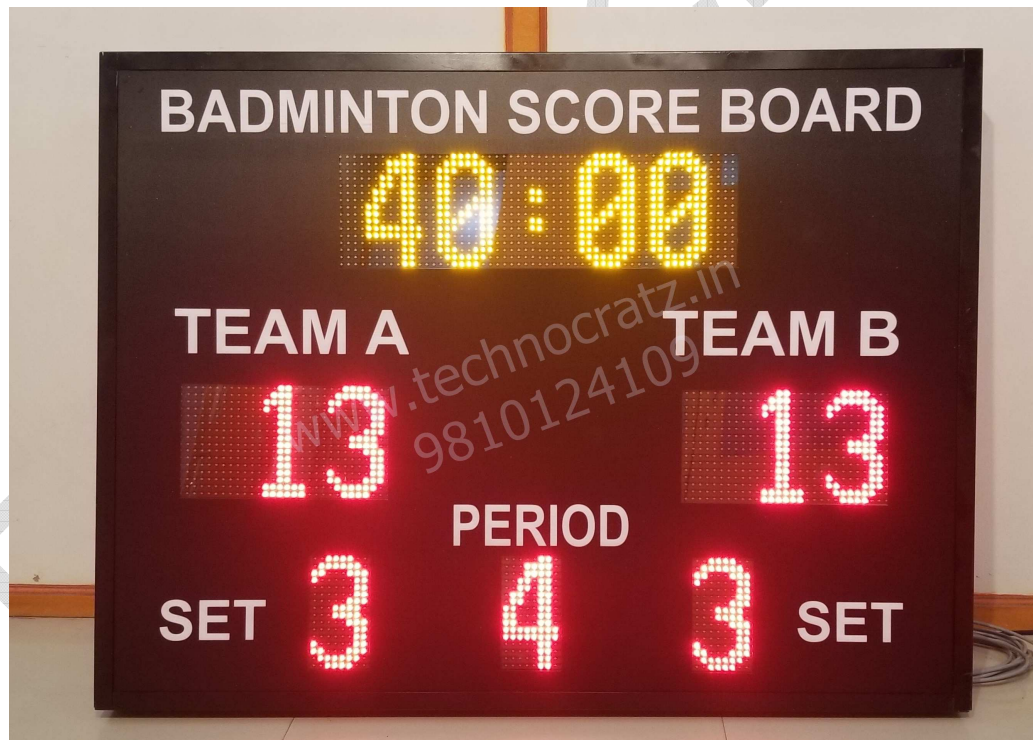 BADMINTON SCORE BOARD
40:00
TEAM A TEAM B
www.technocratz.in
9810124109
13 13
PERIOD
SET 3 4 3 SET